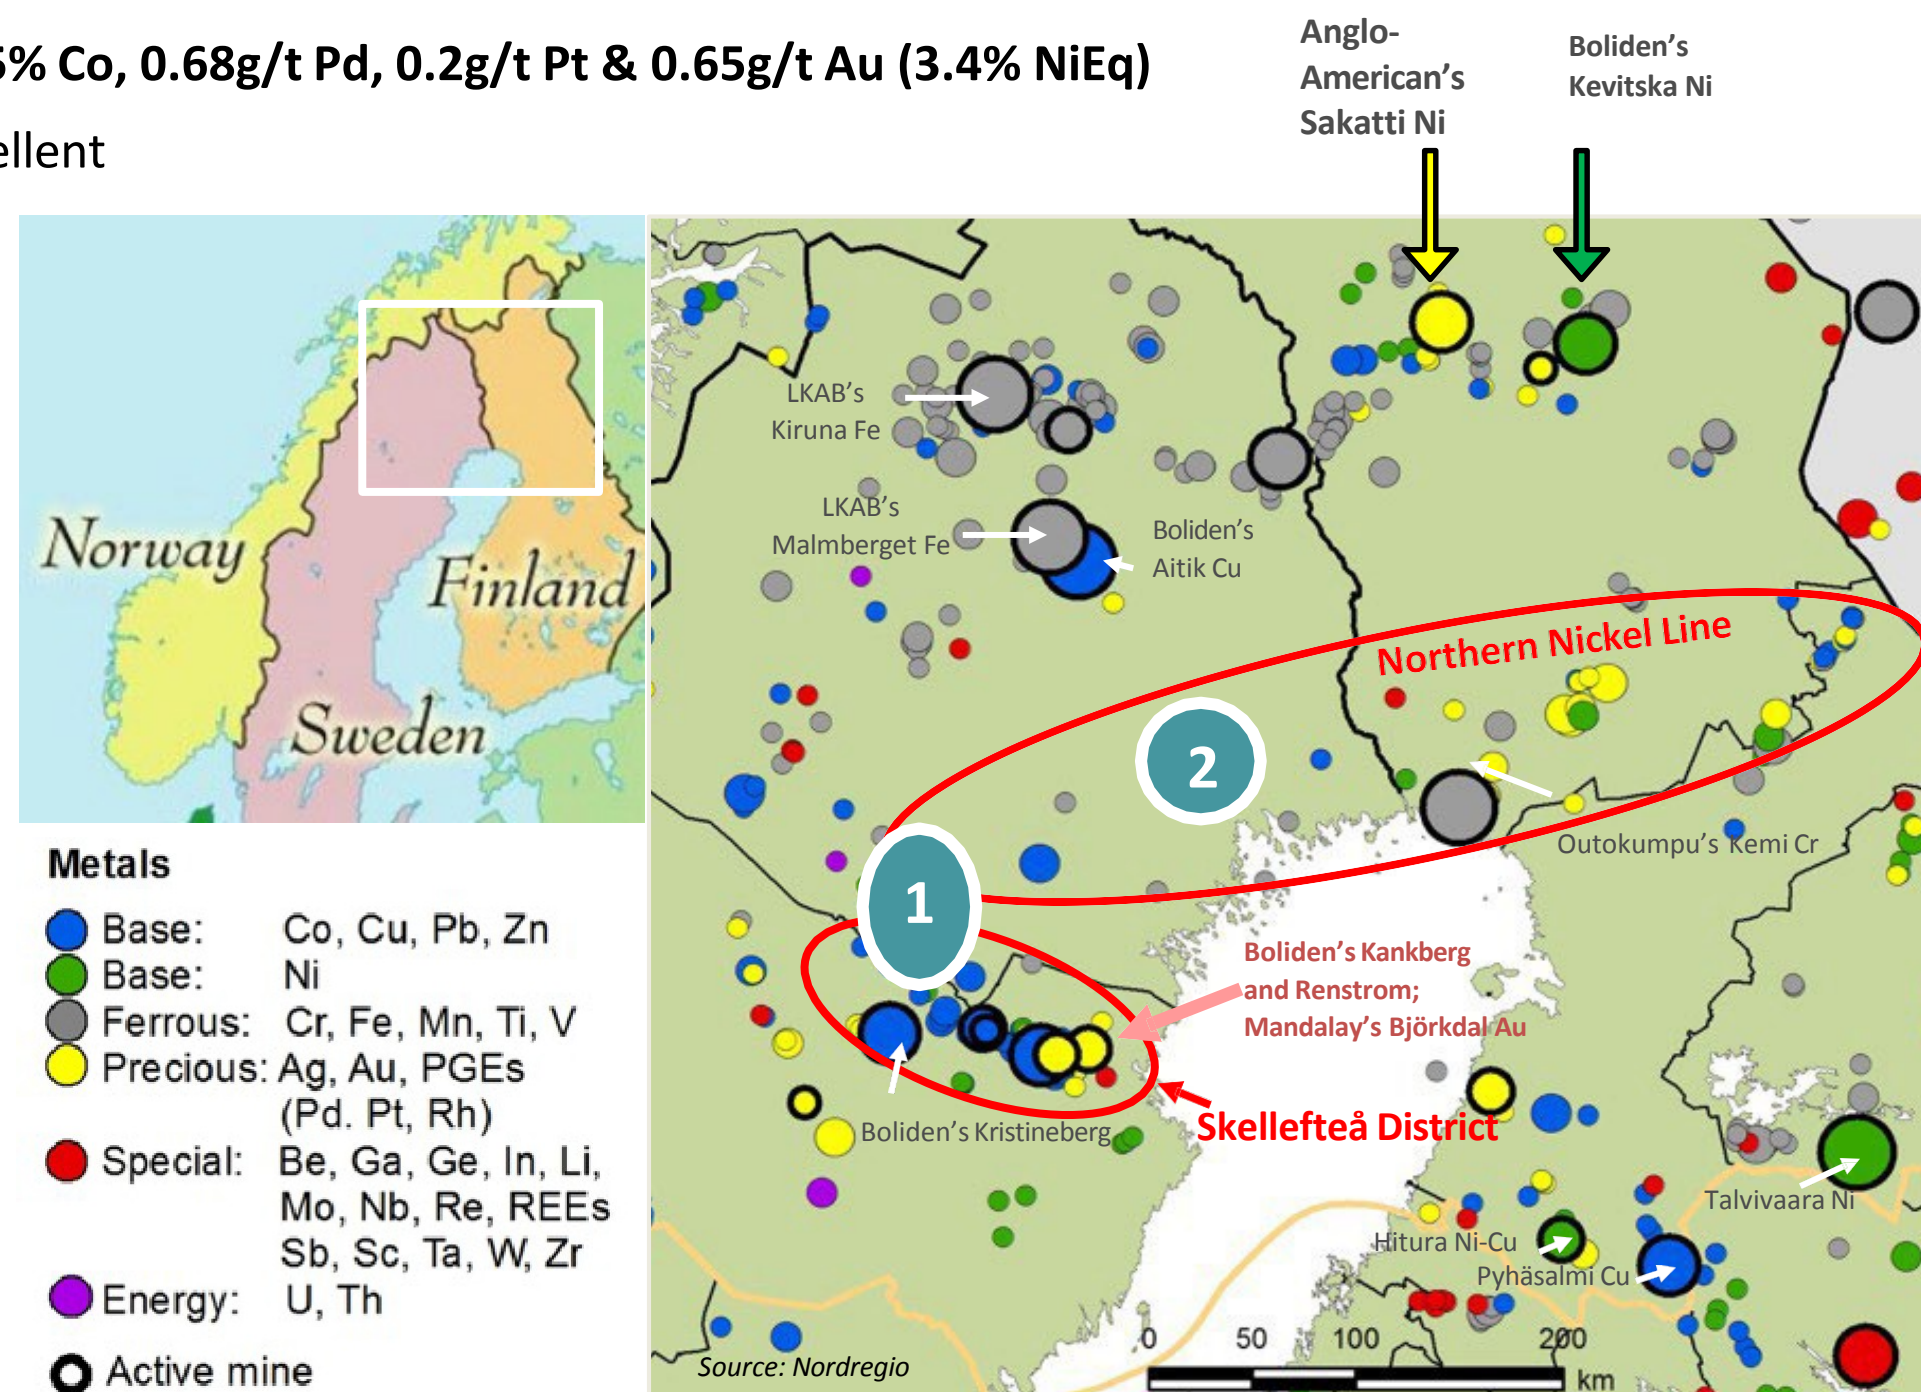 5% Co, 0.68g/t Pd, 0.2g/t Pt & 0.65g/t Au (3.4% NiEq)
ellent
Anglo-
American’s
Sakatti Ni
Boliden’s
Kevitska Ni
Norway
Finland
Sweden
LKAB’s
Kiruna Fe
LKAB’s
Malmberget Fe
Boliden’s
Aitik Cu
Northern Nickel Line
2
1
Outokumpu’s Kemi Cr
Boliden’s Kankberg
and Renstrom;
Mandalay’s Björkdal Au
Skellefteå District
Boliden’s Kristineberg
Talvivaara Ni
Hitura Ni-Cu
Pyhäsalmi Cu
0 50 100 200
km
Source: Nordregio
Metals
Base: Co, Cu, Pb, Zn
Base: Ni
Ferrous: Cr, Fe, Mn, Ti, V
Precious: Ag, Au, PGEs
(Pd. Pt, Rh)
Special: Be, Ga, Ge, In, Li,
Mo, Nb, Re, REEs
Sb, Sc, Ta, W, Zr
Energy: U, Th
Active mine